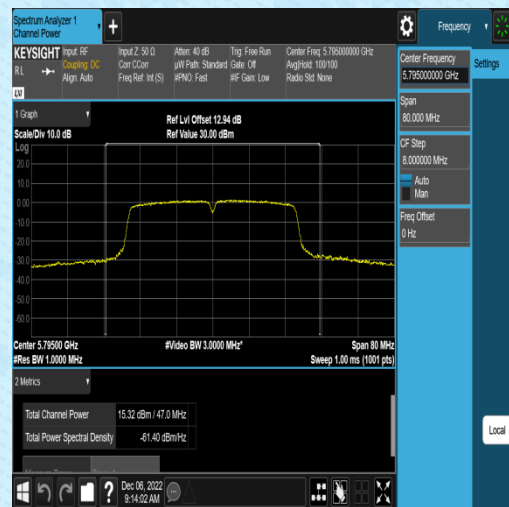 Spectrum Analyzer 1
Channel Power
Frequency
KEYSIGHT
Input: RF
Coupling: DC
Align: Auto
Input Z: 50 Ω
Corr CCorr
Freq Ref: Int (S)
Atten: 40 dB
µW Path: Standard
#PNO: Fast
Trig: Free Run
Gate: Off
#IF Gain: Low
Center Freq: 5.795000000 GHz
Avg|Hold: 100/100
Radio Std: None
R L
LXI
Center Frequency
5.795000000 GHz
Settings
Span
80.000 MHz
CF Step
8.000000 MHz
Auto
Man
Freq Offset
0 Hz
1 Graph
Scale/Div 10.0 dB
Ref Lvl Offset 12.94 dB
Ref Value 30.00 dBm
Log
20.0
10.0
0.00
-10.0
-20.0
-30.0
-40.0
-50.0
-60.0
Center 5.79500 GHz
#Res BW 1.0000 MHz
#Video BW 3.0000 MHz*
Span 80 MHz
Sweep 1.00 ms (1001 pts)
2 Metrics
Total Channel Power 15.32 dBm / 47.0 MHz
Total Power Spectral Density -61.40 dBm/Hz
Local
?
Dec 06, 2022
9:14:02 AM